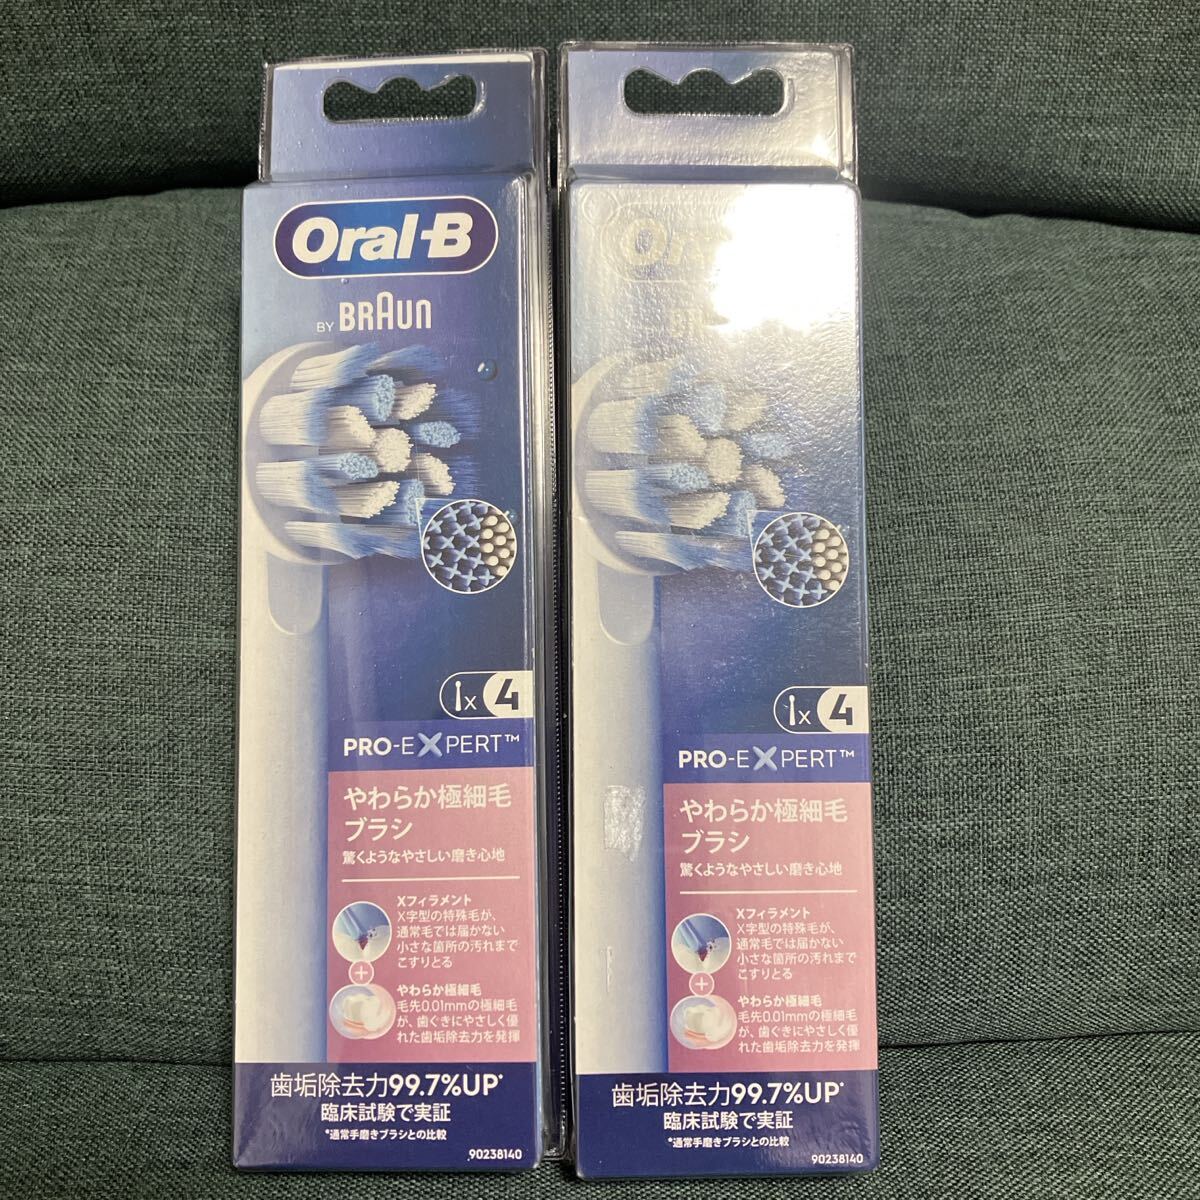 Oral-B
BY BRAUN
x 4
PRO-EXPERT™
やわらか極細毛
ブラシ
驚くようなやさしい磨き心地
Xフィラメント
X字型の特殊毛が、
通常毛では届かない
小さな箇所の汚れまで
こすりとる
+
やわらか極細毛
毛先0.01mmの極細毛
が、歯ぐきにやさしく優
れた歯垢除去力を発揮
歯垢除去力99.7%UP*
臨床試験で実証
*通常手磨きブラシとの比較
90238140
x 4
PRO-EXPERT™
やわらか極細毛
ブラシ
驚くようなやさしい磨き心地
Xフィラメント
X字型の特殊毛が、
通常毛では届かない
小さな箇所の汚れまで
こすりとる
+
やわらか極細毛
毛先0.01mmの極細毛
が、歯ぐきにやさしく優
れた歯垢除去力を発揮
歯垢除去力99.7%UP*
臨床試験で実証
*通常手磨きブラシとの比較
90238140